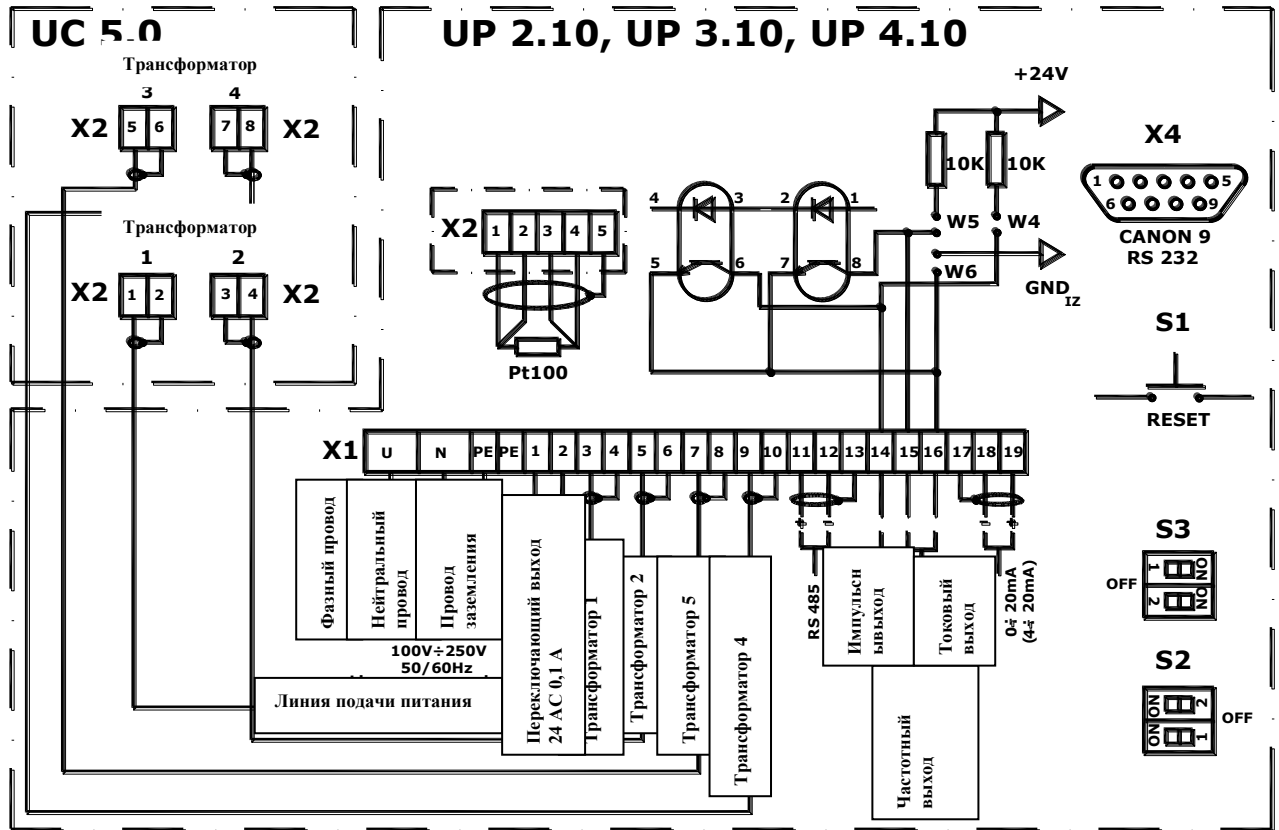 UC 5.0
Трансформатор
3 4
X2 5 6 7 8 X2
Трансформатор
1 2
X2 1 2 3 4 X2
UP 2.10, UP 3.10, UP 4.10
+24V
10K 10K
4 3 2 1
W5 W4
5 6 7 8
W6
GND IZ
X2 1 2 3 4 5
Pt100
X4
1 5
6 9
CANON 9
RS 232
S1
RESET
X1 U N PE PE 1 2 3 4 5 6 7 8 9 10 11 12 13 14 15 16 17 18 19
Фазный провод
Нейтральный
провод
Провод
заземления
100V÷250V
50/60Hz
Линия подачи питания
Переключающий выход
24 AC 0,1 A
Трансформатор 1
Трансформатор 2
Трансформатор 5
Трансформатор 4
+ -
RS 485
Импульсн
ывыход
Частотный
выход
Токовый
выход
- +
0÷20mA
(4÷20mA)
S3
OFF
1 ON
2 ON
S2
ON 2
ON 1
OFF